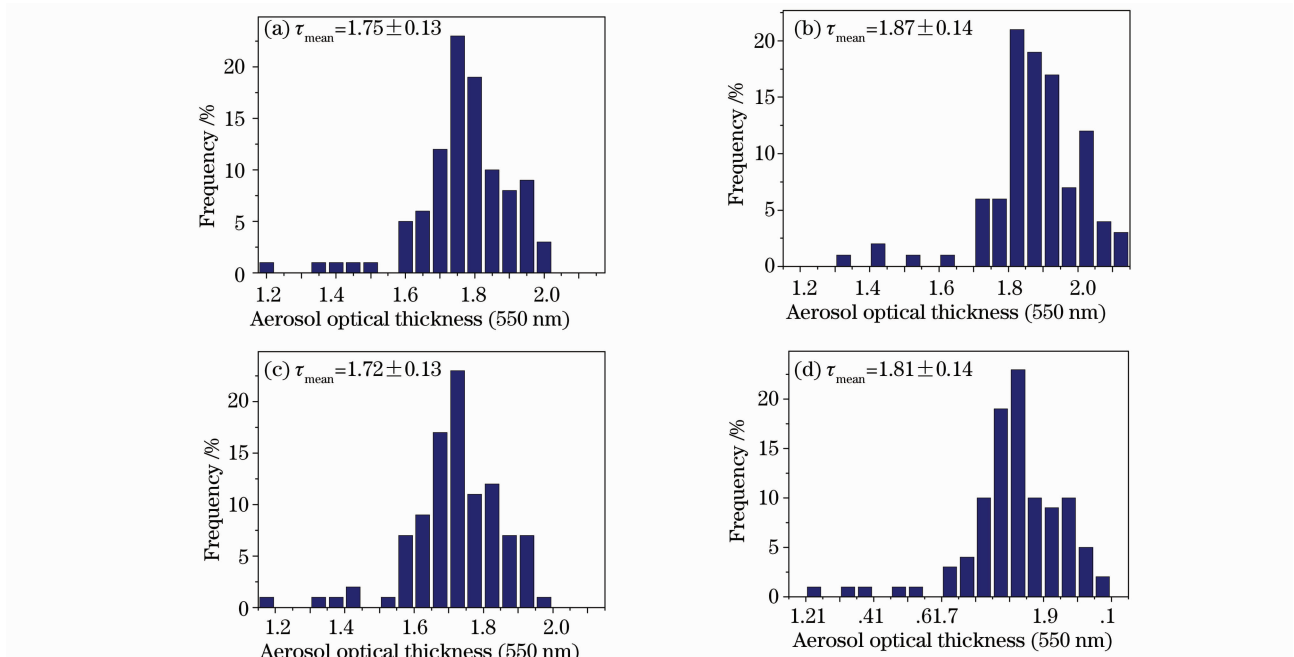 (a) τmean=1.75±0.13
Frequency /%
20
15
10
5
0
1.2 1.4 1.6 1.8 2.0
Aerosol optical thickness (550 nm)
(b) τmean=1.87±0.14
Frequency /%
20
15
10
5
0
1.2 1.4 1.6 1.8 2.0
Aerosol optical thickness (550 nm)
(c) τmean=1.72±0.13
Frequency /%
20
15
10
5
0
1.2 1.4 1.6 1.8 2.0
Aerosol optical thickness (550 nm)
(d) τmean=1.81±0.14
Frequency /%
20
15
10
5
0
1.21 .41 .61.7 1.9 .1
Aerosol optical thickness (550 nm)